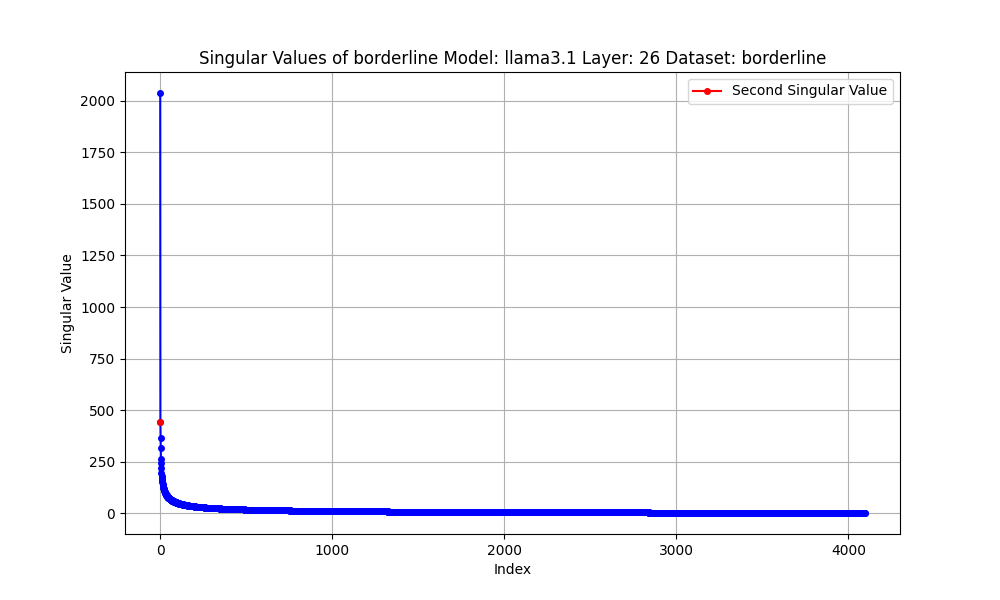 Singular Values of borderline Model: llama3.1 Layer: 26 Dataset: borderline
Second Singular Value
2000
1750
1500
1250
1000
750
500
250
0
Singular Value
0 1000 2000 3000 4000
Index